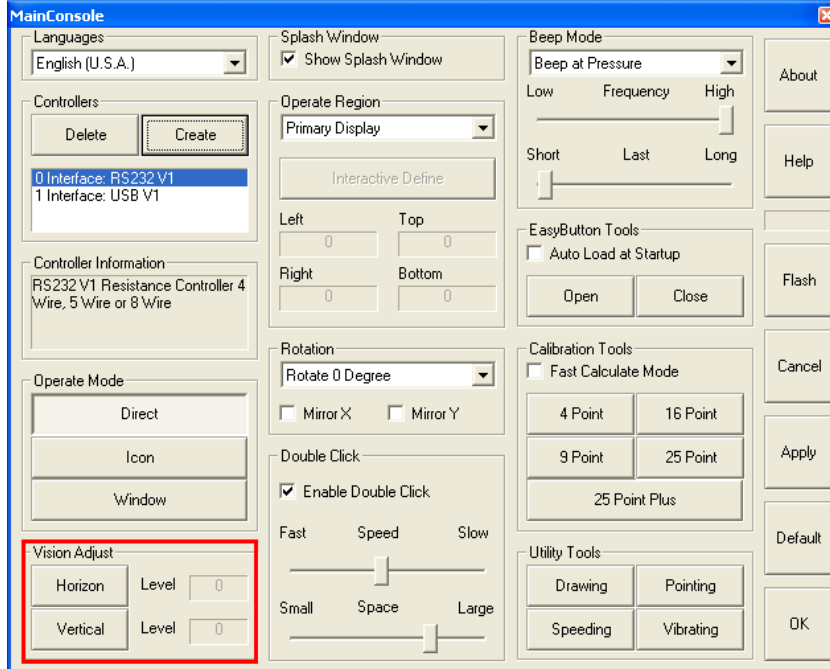 MainConsole
Languages
English (U.S.A.)
Controllers
Delete Create
0 Interface: RS232 V1
1 Interface: USB V1
Controller Information
RS232 V1 Resistance Controller 4
Wire, 5 Wire or 8 Wire
Operate Mode
Direct
Icon
Window
Vision Adjust
Horizon Level 0
Vertical Level 0
Splash Window
Show Splash Window
Operate Region
Primary Display
Interactive Define
Left Top
0 0
Right Bottom
0 0
Rotation
Rotate 0 Degree
Mirror X Mirror Y
Double Click
Enable Double Click
Fast Speed Slow
Small Space Large
Beep Mode
Beep at Pressure
Low Frequency High
Short Last Long
EasyButton Tools
Auto Load at Startup
Open Close
Calibration Tools
Fast Calculate Mode
4 Point 16 Point
9 Point 25 Point
25 Point Plus
Utility Tools
Drawing Pointing
Speeding Vibrating
About
Help
Flash
Cancel
Apply
Default
OK